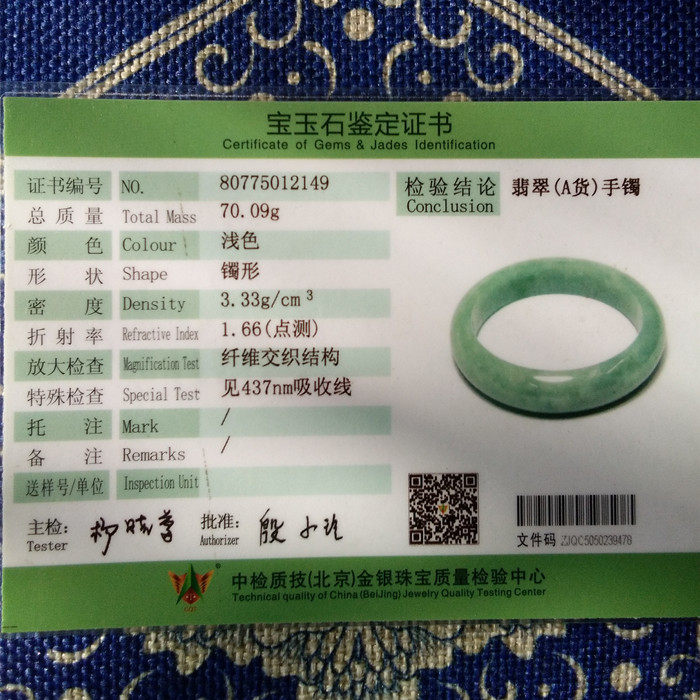 宝玉石鉴定证书
Certificate of Gems & Jades Identification
证书编号 NO. 80775012149
总质量 Total Mass 70.09g
颜色 Colour 浅色
形状 Shape 镯形
密度 Density 3.33g/cm³
折射率 Refractive Index 1.66(点测)
放大检查 Magnification Test 纤维交织结构
特殊检查 Special Test 见437nm吸收线
托注 Mark /
备注 Remarks /
送样号/单位 Inspection Unit
检验结论 翡翠(A货)手镯
Conclusion
主检:
Tester
批准:
Authorizer
文件码 ZJQC5050239478
中检质技(北京)金银珠宝质量检验中心
Technical quality of China (BeiJing) Jewelry Quality Testing Center